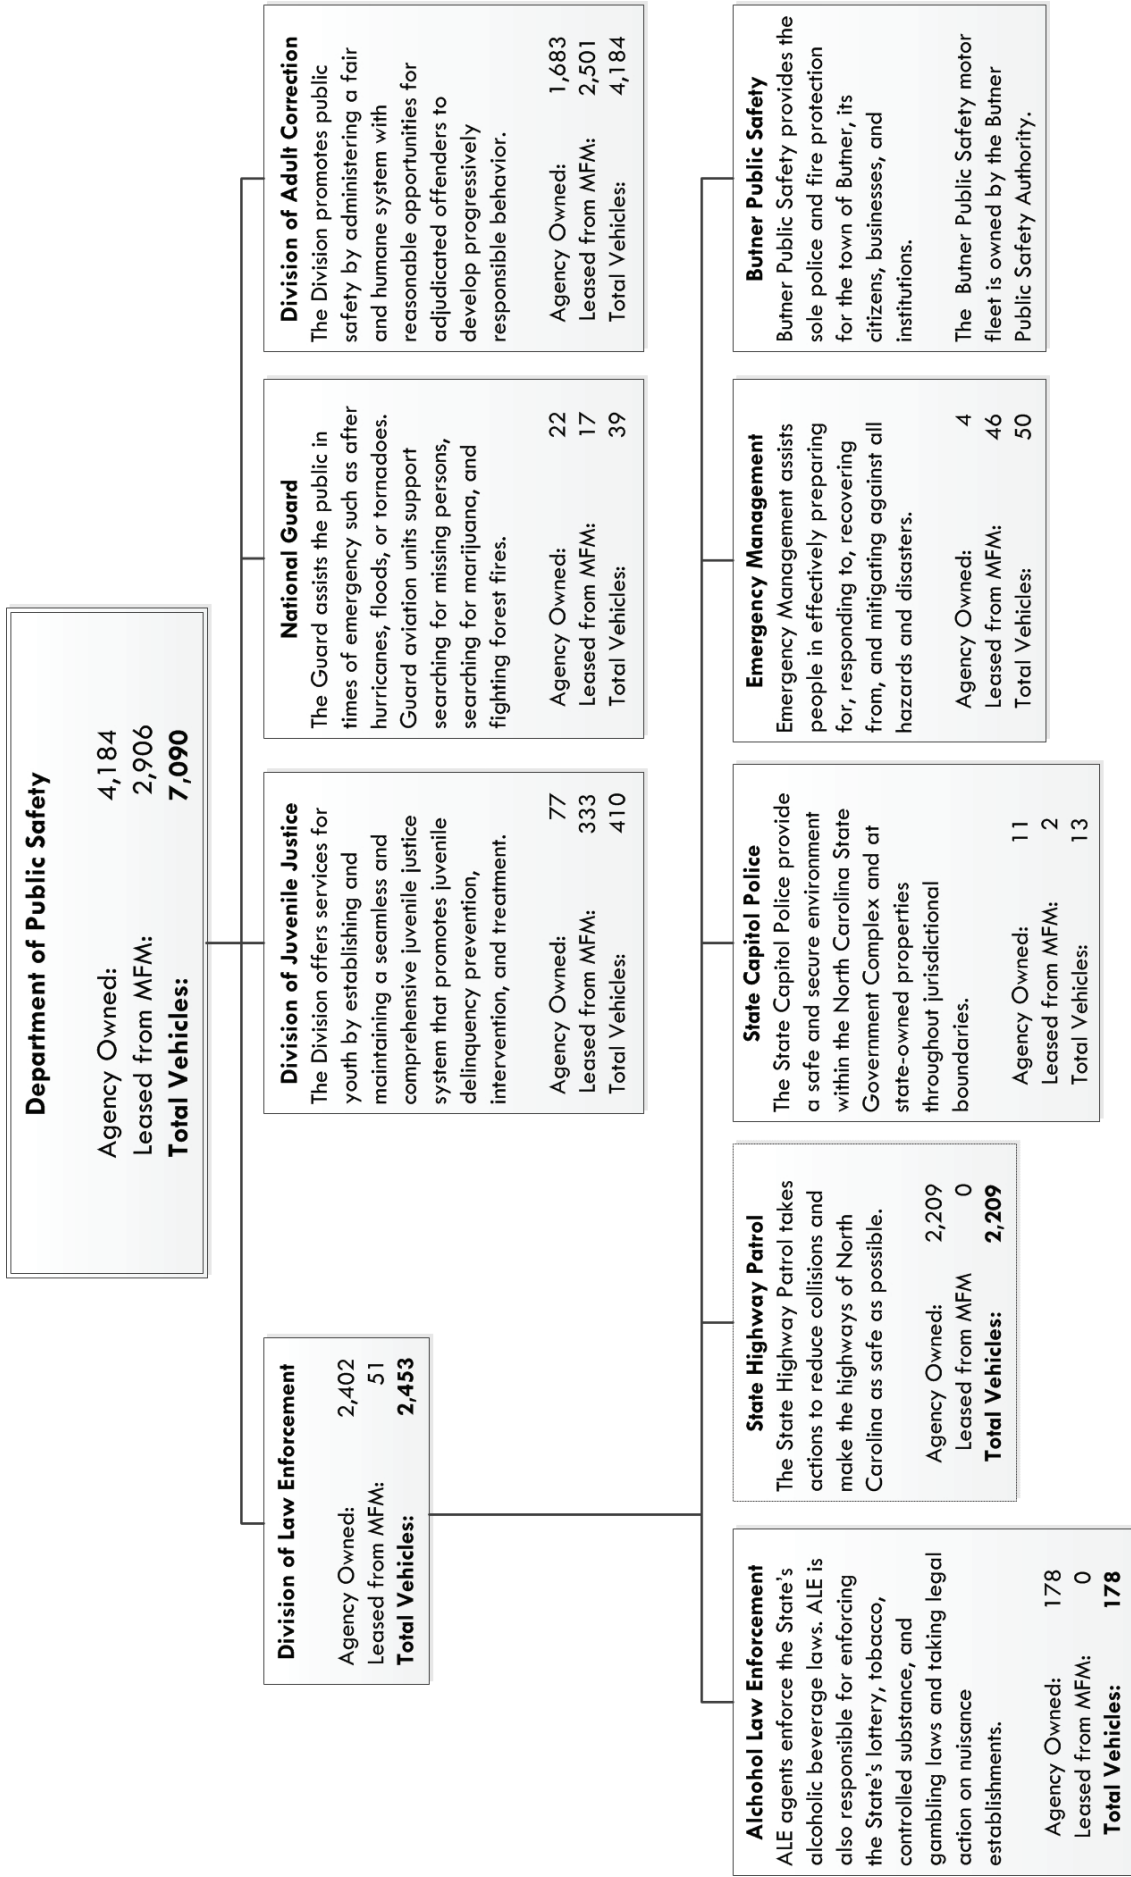 Department of Public Safety
Agency Owned: 4,184
Leased from MFM: 2,906
Total Vehicles: 7,090
Division of Law Enforcement
Agency Owned: 2,402
Leased from MFM: 51
Total Vehicles: 2,453
Division of Juvenile Justice
The Division offers services for
youth by establishing and
maintaining a seamless and
comprehensive juvenile justice
system that promotes juvenile
delinquency prevention,
intervention, and treatment.
Agency Owned: 77
Leased from MFM: 333
Total Vehicles: 410
National Guard
The Guard assists the public in
times of emergency such as after
hurricanes, floods, or tornadoes.
Guard aviation units support
searching for missing persons,
searching for marijuana, and
fighting forest fires.
Agency Owned: 22
Leased from MFM: 17
Total Vehicles: 39
Division of Adult Correction
The Division promotes public
safety by administering a fair
and humane system with
reasonable opportunities for
adjudicated offenders to
develop progressively
responsible behavior.
Agency Owned: 1,683
Leased from MFM: 2,501
Total Vehicles: 4,184
Alchohol Law Enforcement
ALE agents enforce the State's
alcoholic beverage laws. ALE is
also responsible for enforcing
the State's lottery, tobacco,
controlled substance, and
gambling laws and taking legal
action on nuisance
establishments.
Agency Owned: 178
Leased from MFM: 0
Total Vehicles: 178
State Highway Patrol
The State Highway Patrol takes
actions to reduce collisions and
make the highways of North
Carolina as safe as possible.
Agency Owned: 2,209
Leased from MFM 0
Total Vehicles: 2,209
State Capitol Police
The State Capitol Police provide
a safe and secure environment
within the North Carolina State
Government Complex and at
state-owned properties
throughout jurisdictional
boundaries.
Agency Owned: 11
Leased from MFM: 2
Total Vehicles: 13
Emergency Management
Emergency Management assists
people in effectively preparing
for, responding to, recovering
from, and mitigating against all
hazards and disasters.
Agency Owned: 4
Leased from MFM: 46
Total Vehicles: 50
Butner Public Safety
Butner Public Safety provides the
sole police and fire protection
for the town of Butner, its
citizens, businesses, and
institutions.
The Butner Public Safety motor
fleet is owned by the Butner
Public Safety Authority.